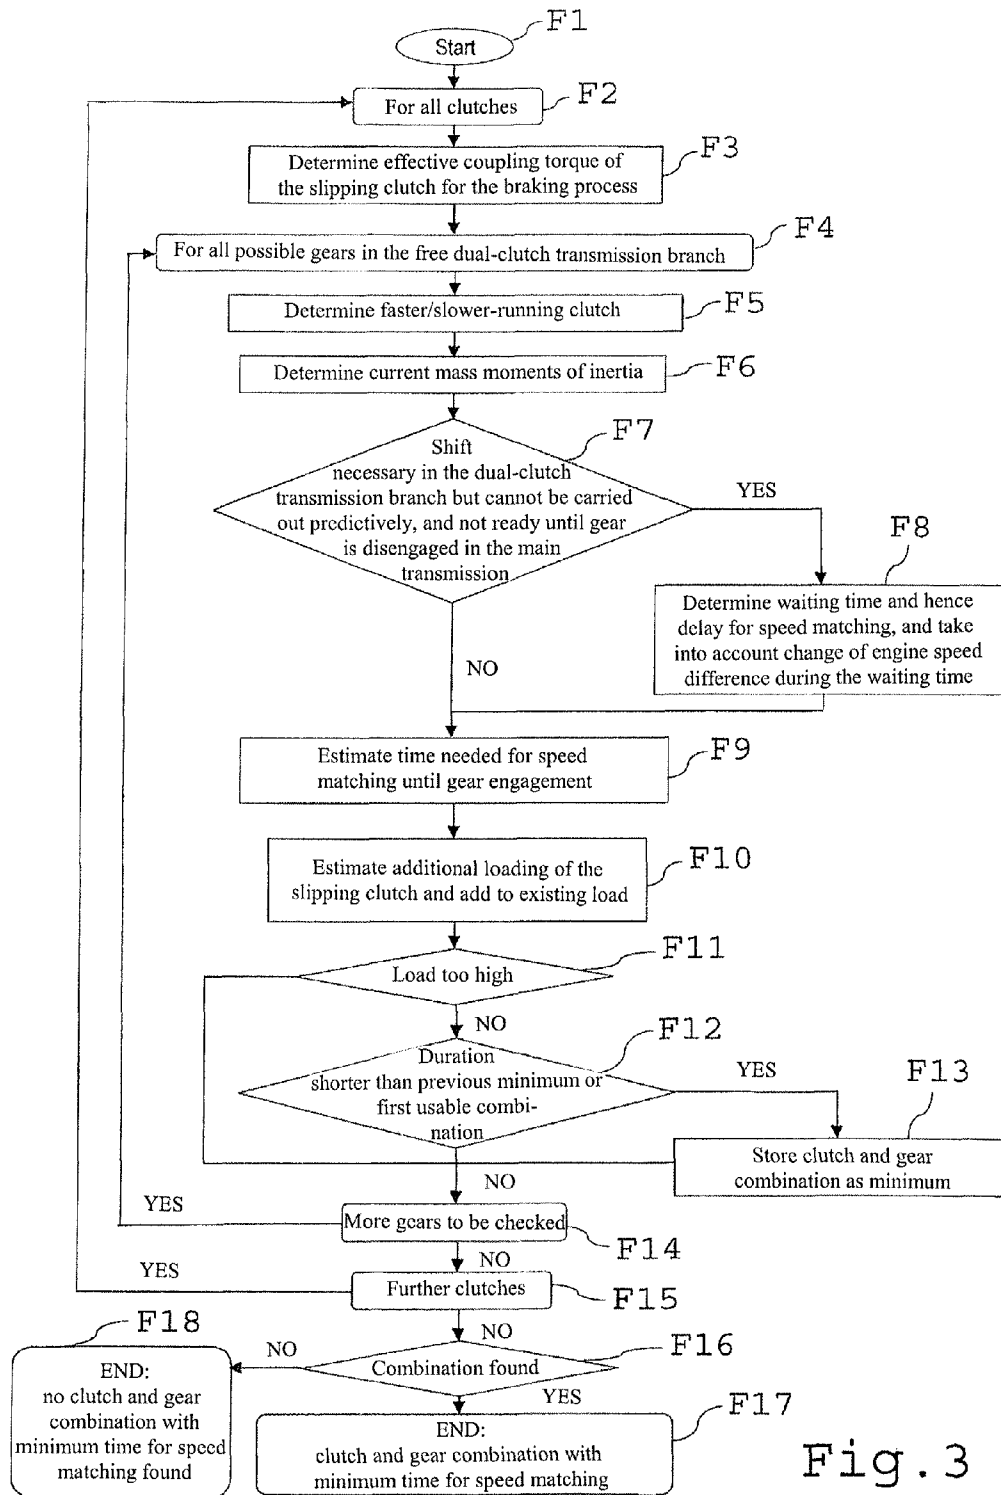 F1
Start
F2
For all clutches
F3
Determine effective coupling torque of
the slipping clutch for the braking process
F4
For all possible gears in the free dual-clutch transmission branch
F5
Determine faster/slower-running clutch
F6
Determine current mass moments of inertia
F7
Shift
necessary in the dual-clutch
transmission branch but cannot be carried
out predictively, and not ready until gear
is disengaged in the main
transmission
YES
F8
Determine waiting time and hence
delay for speed matching, and take
into account change of engine speed
difference during the waiting time
NO
F9
Estimate time needed for speed
matching until gear engagement
F10
Estimate additional loading of the
slipping clutch and add to existing load
F11
Load too high
NO
F12
Duration
shorter than previous minimum or
first usable combi-
nation
YES
F13
Store clutch and gear
combination as minimum
NO
YES
More gears to be checked
F14
NO
YES
Further clutches
F15
NO
F18
NO
Combination found
F16
YES
END:
no clutch and gear
combination with
minimum time for speed
matching found
F17
END:
clutch and gear combination with
minimum time for speed matching
Fig.3